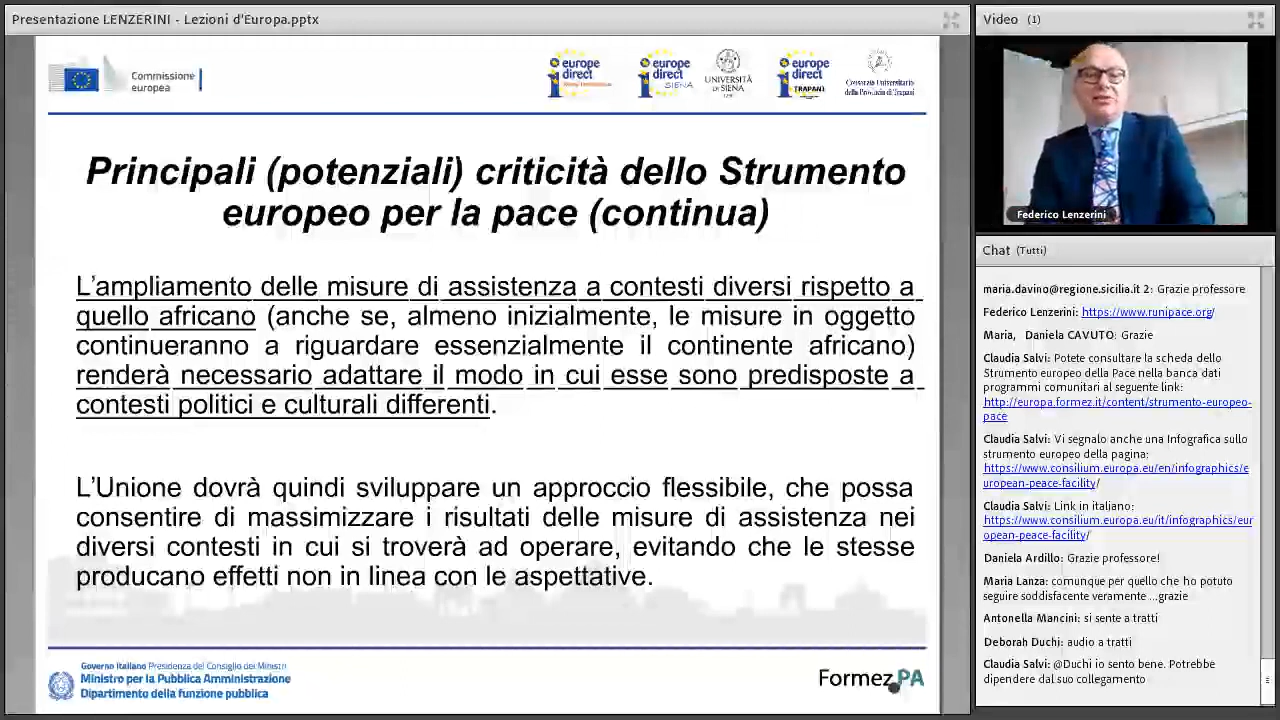 Presentazione LENZERINI - Lezioni d'Europa.pptx
Commissione
europea
europe
direct
europe
direct
SIENA
UNIVERSITÀ
DI SIENA
europe
direct
TRAPANI
Consorzio Universitario
della Provincia di Trapani
Principali (potenziali) criticità dello Strumento
europeo per la pace (continua)
L'ampliamento delle misure di assistenza a contesti diversi rispetto a
quello africano (anche se, almeno inizialmente, le misure in oggetto
continueranno a riguardare essenzialmente il continente africano)
renderà necessario adattare il modo in cui esse sono predisposte a
contesti politici e culturali differenti.
L'Unione dovrà quindi sviluppare un approccio flessibile, che possa
consentire di massimizzare i risultati delle misure di assistenza nei
diversi contesti in cui si troverà ad operare, evitando che le stesse
producano effetti non in linea con le aspettative.
Governo Italiano Presidenza del Consiglio dei Ministri
Ministro per la Pubblica Amministrazione
Dipartimento della funzione pubblica
Formez PA
Video (1)
Federico Lenzerini
Chat (Tutti)
maria.davino@regione.sicilia.it 2: Grazie professore
Federico Lenzerini: https://www.runipace.org/
Maria, Daniela CAVUTO: Grazie
Claudia Salvi: Potete consultare la scheda dello
Strumento europeo della Pace nella banca dati
programmi comunitari al seguente link:
http://europa.formez.it/content/strumento-europeo-
pace
Claudia Salvi: Vi segnalo anche una Infografica sullo
strumento europeo della pagina:
https://www.consilium.europa.eu/en/infographics/e
uropean-peace-facility/
Claudia Salvi: Link in italiano:
https://www.consilium.europa.eu/it/infographics/eur
opean-peace-facility/
Daniela Ardillo: Grazie professore!
Maria Lanza: comunque per quello che ho potuto
seguire soddisfacente veramente ...grazie
Antonella Mancini: si sente a tratti
Deborah Duchi: audio a tratti
Claudia Salvi: @Duchi io sento bene. Potrebbe
dipendere dal suo collegamento